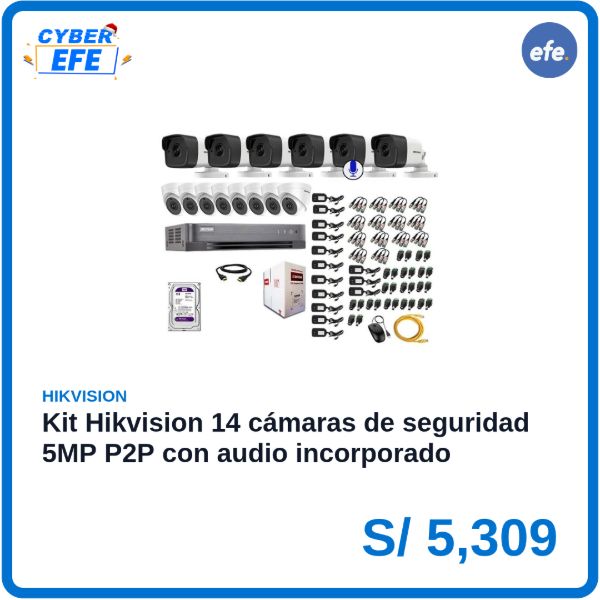 CYBER
EFE
efe.
HIKVISION
Kit Hikvision 14 cámaras de seguridad
5MP P2P con audio incorporado
S/ 5,309